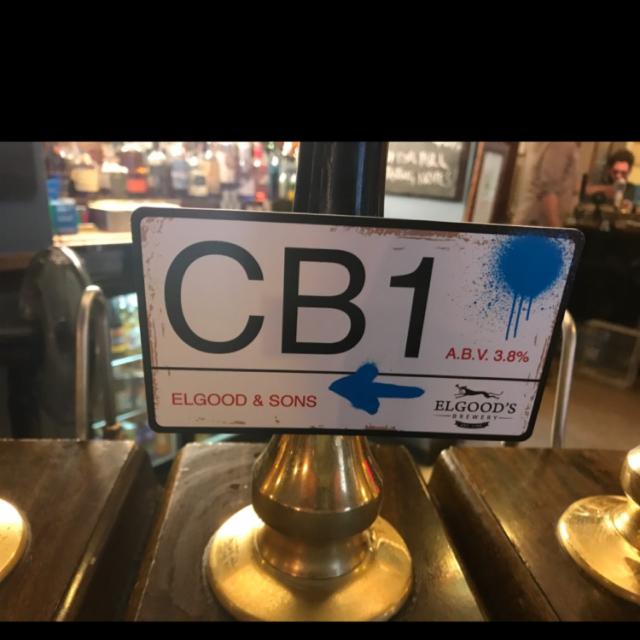 CB1
A.B.V. 3.8%
ELGOOD & SONS
ELGOOD'S
BREWERY